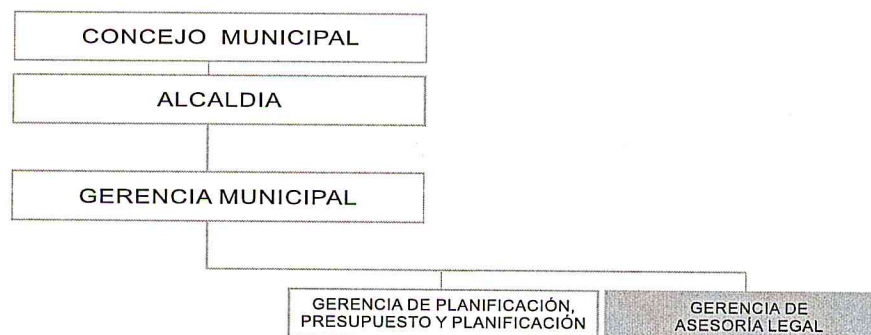 CONCEJO MUNICIPAL
ALCALDIA
GERENCIA MUNICIPAL
GERENCIA DE PLANIFICACIÓN,
PRESUPUESTO Y PLANIFICACIÓN
GERENCIA DE
ASESORÍA LEGAL